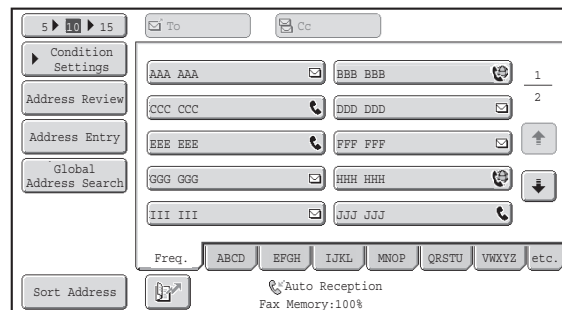 5 10 15
To
Cc
Condition
Settings
Address Review
Address Entry
Global
Address Search
Sort Address
AAA AAA
BBB BBB
CCC CCC
DDD DDD
EEE EEE
FFF FFF
GGG GGG
HHH HHH
III III
JJJ JJJ
1
2
Freq.
ABCD
EFGH
IJKL
MNOP
QRSTU
VWXYZ
etc.
Auto Reception
Fax Memory:100%